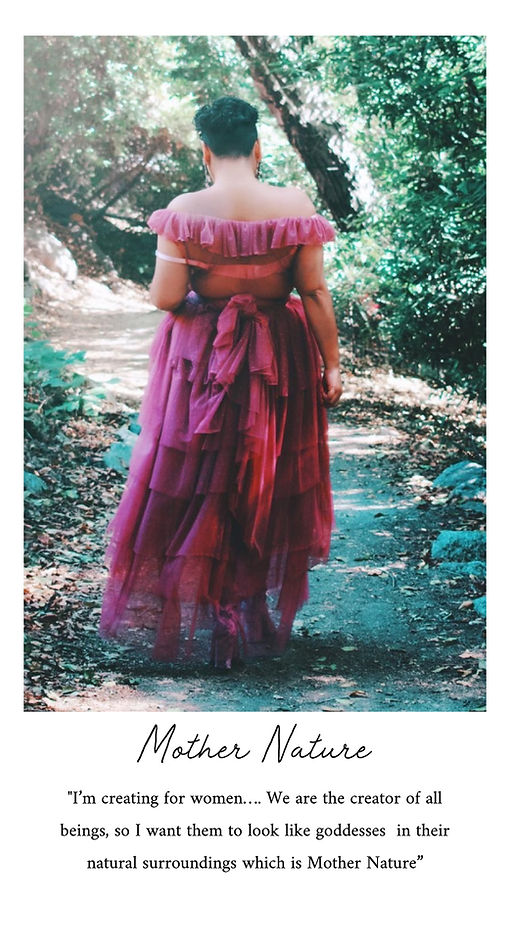 Mother Nature
"I’m creating for women…. We are the creator of all
beings, so I want them to look like goddesses  in their
natural surroundings which is Mother Nature”